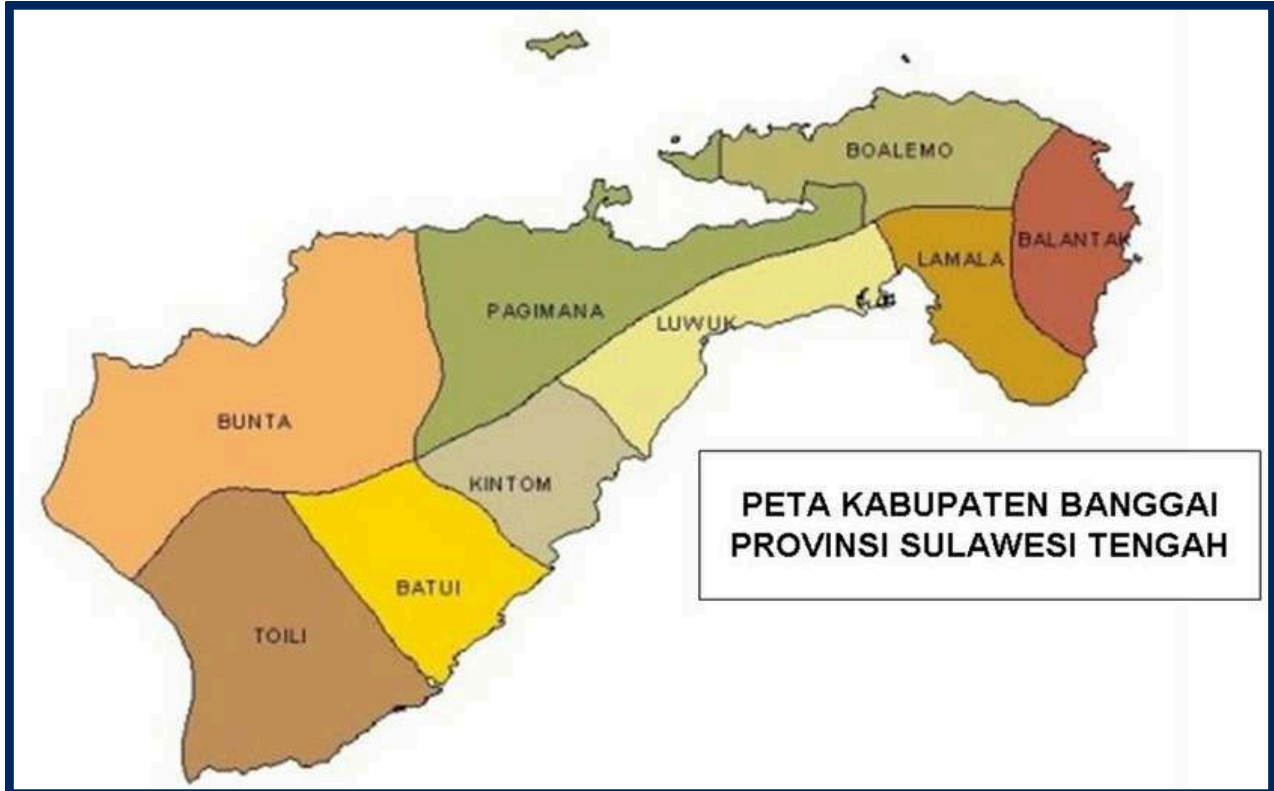 BOALEMO
BALANTAK
LAMALA
PAGIMANA
LUWUK
BUNTA
KINTOM
BATUI
TOILI
PETA KABUPATEN BANGGAI
PROVINSI SULAWESI TENGAH